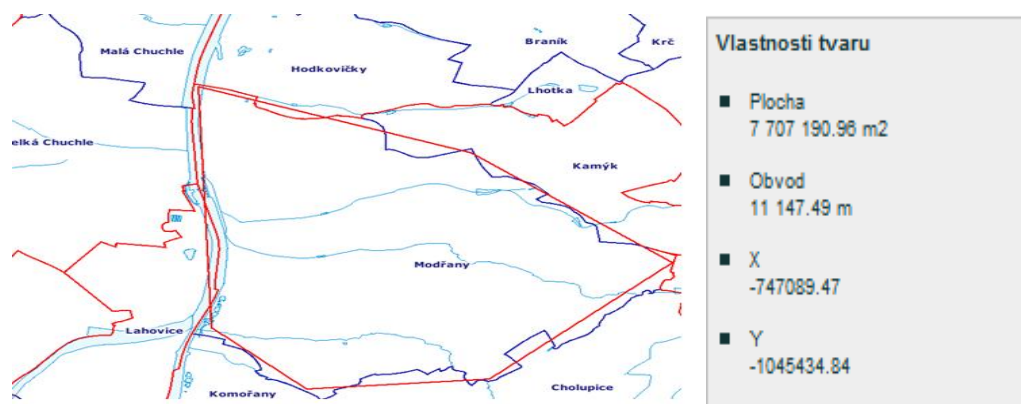 Malá Chuchle
Hodkovičky
Braník
Krč
Lhotka
elká Chuchle
Kamýk
Modřany
Lahovice
Komořany
Cholupice
Vlastnosti tvaru
Plocha
7 707 190.96 m2
Obvod
11 147.49 m
X
-747089.47
Y
-1045434.84